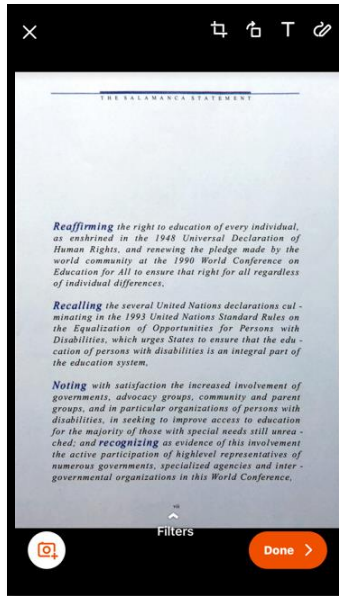 THE SALAMANCA STATEMENT
Reaffirming the right to education of every individual,
as enshrined in the 1948 Universal Declaration of
Human Rights, and renewing the pledge made by the
world community at the 1990 World Conference on
Education for All to ensure that right for all regardless
of individual differences,
Recalling the several United Nations declarations cul -
minating in the 1993 United Nations Standard Rules on
the Equalization of Opportunities for Persons with
Disabilities, which urges States to ensure that the edu -
cation of persons with disabilities is an integral part of
the education system,
Noting with satisfaction the increased involvement of
governments, advocacy groups, community and parent
groups, and in particular organizations of persons with
disabilities, in seeking to improve access to education
for the majority of those with special needs still unrea -
ched; and recognizing as evidence of this involvement
the active participation of highlevel representatives of
numerous governments, specialized agencies and inter -
governmental organizations in this World Conference,
Filters
Done